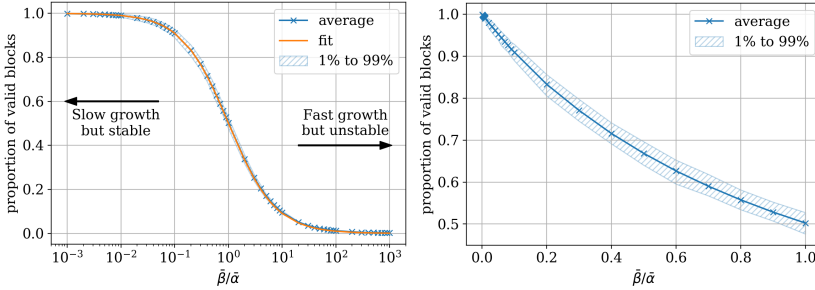 proportion of valid blocks
1.0
0.8
0.6
0.4
0.2
0.0
average
fit
1% to 99%
Slow growth
but stable
Fast growth
but unstable
10⁻³ 10⁻² 10⁻¹ 10⁰ 10¹ 10² 10³
β̄/ᾱ
proportion of valid blocks
1.0
0.9
0.8
0.7
0.6
0.5
average
1% to 99%
0.0 0.2 0.4 0.6 0.8 1.0
β̄/ᾱ